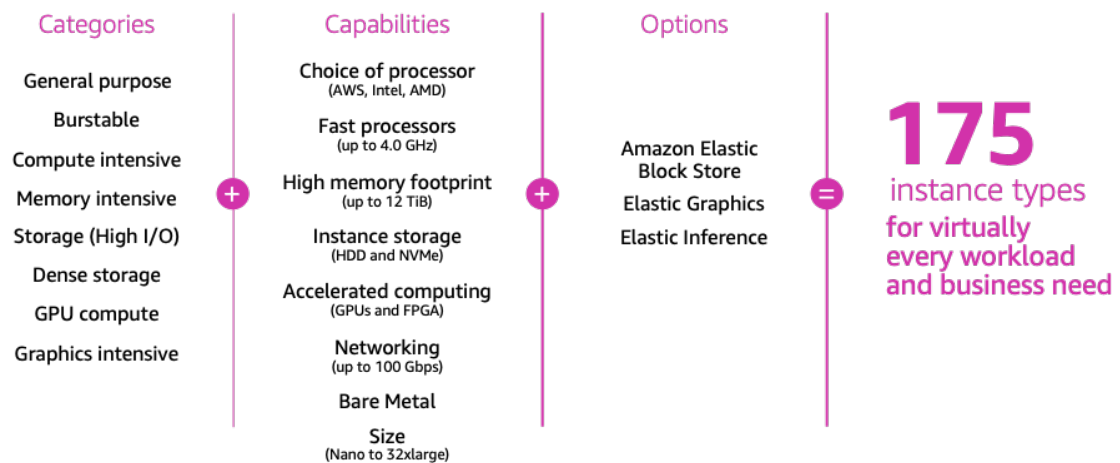 Categories
General purpose
Burstable
Compute intensive
Memory intensive
Storage (High I/O)
Dense storage
GPU compute
Graphics intensive
+
Capabilities
Choice of processor
(AWS, Intel, AMD)
Fast processors
(up to 4.0 GHz)
High memory footprint
(up to 12 TiB)
Instance storage
(HDD and NVMe)
Accelerated computing
(GPUs and FPGA)
Networking
(up to 100 Gbps)
Bare Metal
Size
(Nano to 32xlarge)
+
Options
Amazon Elastic
Block Store
Elastic Graphics
Elastic Inference
=
175
instance types
for virtually
every workload
and business need